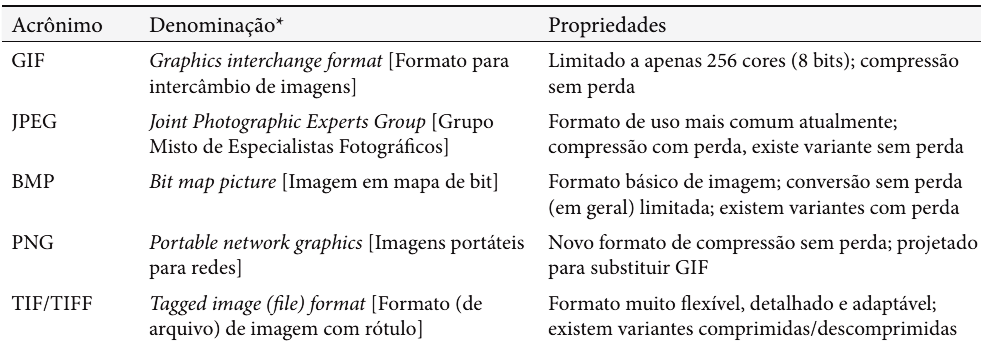 Acrônimo Denominação* Propriedades
GIF Graphics interchange format [Formato para intercâmbio de imagens] Limitado a apenas 256 cores (8 bits); compressão sem perda
JPEG Joint Photographic Experts Group [Grupo Misto de Especialistas Fotográficos] Formato de uso mais comum atualmente; compressão com perda, existe variante sem perda
BMP Bit map picture [Imagem em mapa de bit] Formato básico de imagem; conversão sem perda (em geral) limitada; existem variantes com perda
PNG Portable network graphics [Imagens portáteis para redes] Novo formato de compressão sem perda; projetado para substituir GIF
TIF/TIFF Tagged image (file) format [Formato (de arquivo) de imagem com rótulo] Formato muito flexível, detalhado e adaptável; existem variantes comprimidas/descomprimidas